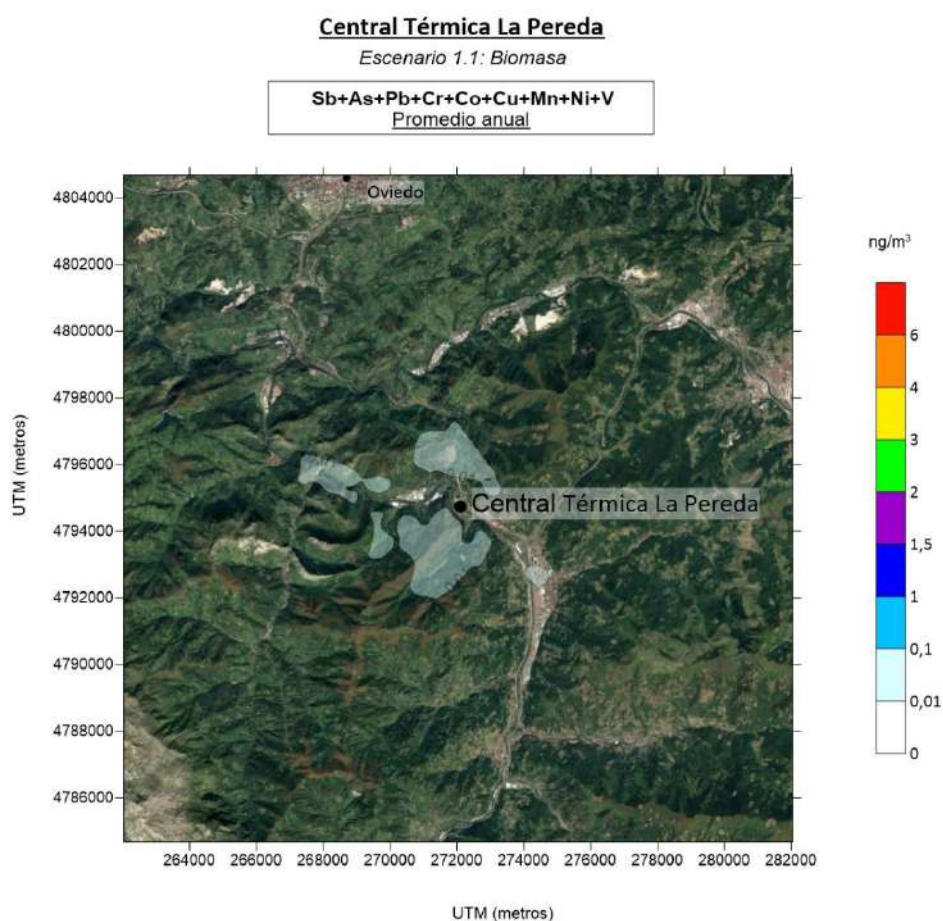 Central Térmica La Pereda
Escenario 1.1: Biomasa
Sb+As+Pb+Cr+Co+Cu+Mn+Ni+V
Promedio anual
Oviedo
Central Térmica La Pereda
UTM (metros)
4804000
4802000
4800000
4798000
4796000
4794000
4792000
4790000
4788000
4786000
264000 266000 268000 270000 272000 274000 276000 278000 280000 282000
UTM (metros)
ng/m³
6
4
3
2
1,5
1
0,1
0,01
0